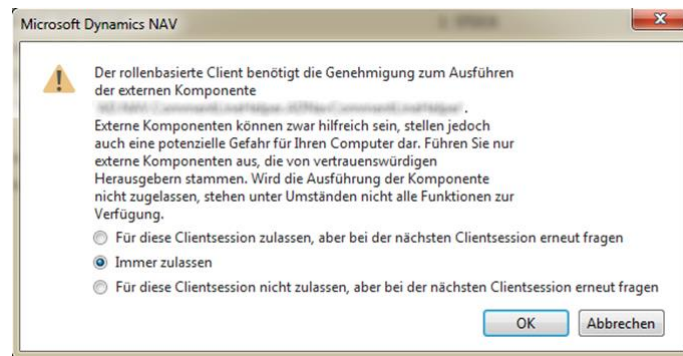 Microsoft Dynamics NAV
Der rollenbasierte Client benötigt die Genehmigung zum Ausführen
der externen Komponente
Externe Komponenten können zwar hilfreich sein, stellen jedoch
auch eine potenzielle Gefahr für Ihren Computer dar. Führen Sie nur
externe Komponenten aus, die von vertrauenswürdigen
Herausgebern stammen. Wird die Ausführung der Komponente
nicht zugelassen, stehen unter Umständen nicht alle Funktionen zur
Verfügung.
Für diese Clientsession zulassen, aber bei der nächsten Clientsession erneut fragen
Immer zulassen
Für diese Clientsession nicht zulassen, aber bei der nächsten Clientsession erneut fragen
OK Abbrechen